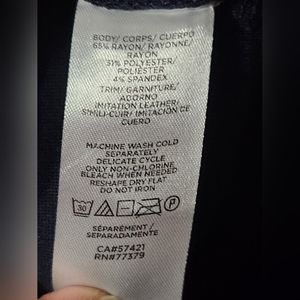 BODY/ CORPS/ CUERPO
65% RAYON/ RAYONNE/
RAYON
31% POLYESTER/
POLIÉSTER
4% SPANDEX
TRIM/ GARNITURE/
ADORNO
IMITATION LEATHER/
SIMILI-CUIR/ IMITACIÓN DE
CUERO
MACHINE WASH COLD
SEPARATELY
DELICATE CYCLE
ONLY NON-CHLORINE
BLEACH WHEN NEEDED
RESHAPE DRY FLAT
DO NOT IRON
30 P
SÉPARÉMENT /
SEPARADAMENTE
CA#57421
RN#77379